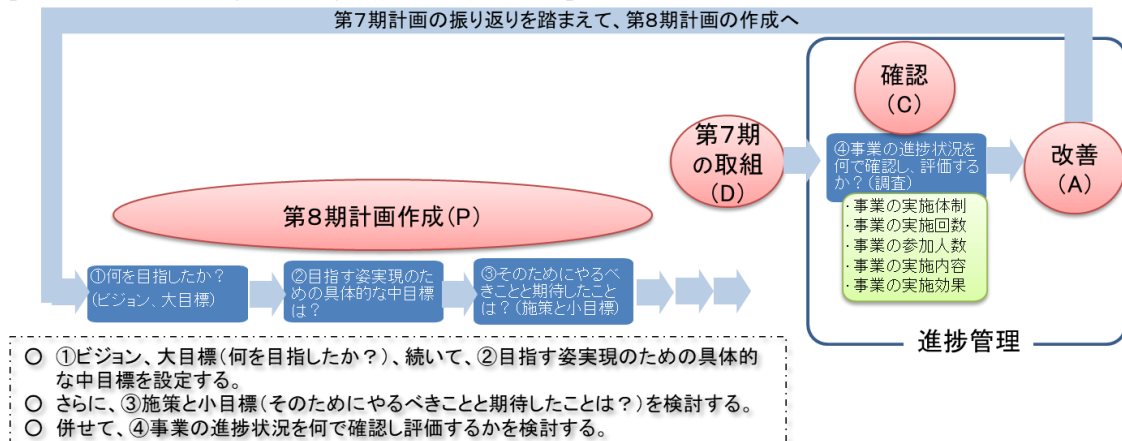 第7期計画の振り返りを踏まえて、第8期計画の作成へ
確認
(C)
第7期
の取組
(D)
④事業の進捗状況を
何で確認し、評価する
か?(調査)
改善
(A)
・事業の実施体制
・事業の実施回数
・事業の参加人数
・事業の実施内容
・事業の実施効果
第8期計画作成(P)
①何を目指したか?
(ビジョン、大目標)
②目指す姿実現のた
めの具体的な中目標
は?
③そのためにやるべ
きことと期待したこと
は?(施策と小目標)
進捗管理
○ ①ビジョン、大目標(何を目指したか?)、続いて、②目指す姿実現のための具体的
な中目標を設定する。
○ さらに、③施策と小目標(そのためにやるべきことと期待したことは?)を検討する。
○ 併せて、④事業の進捗状況を何で確認し評価するかを検討する。